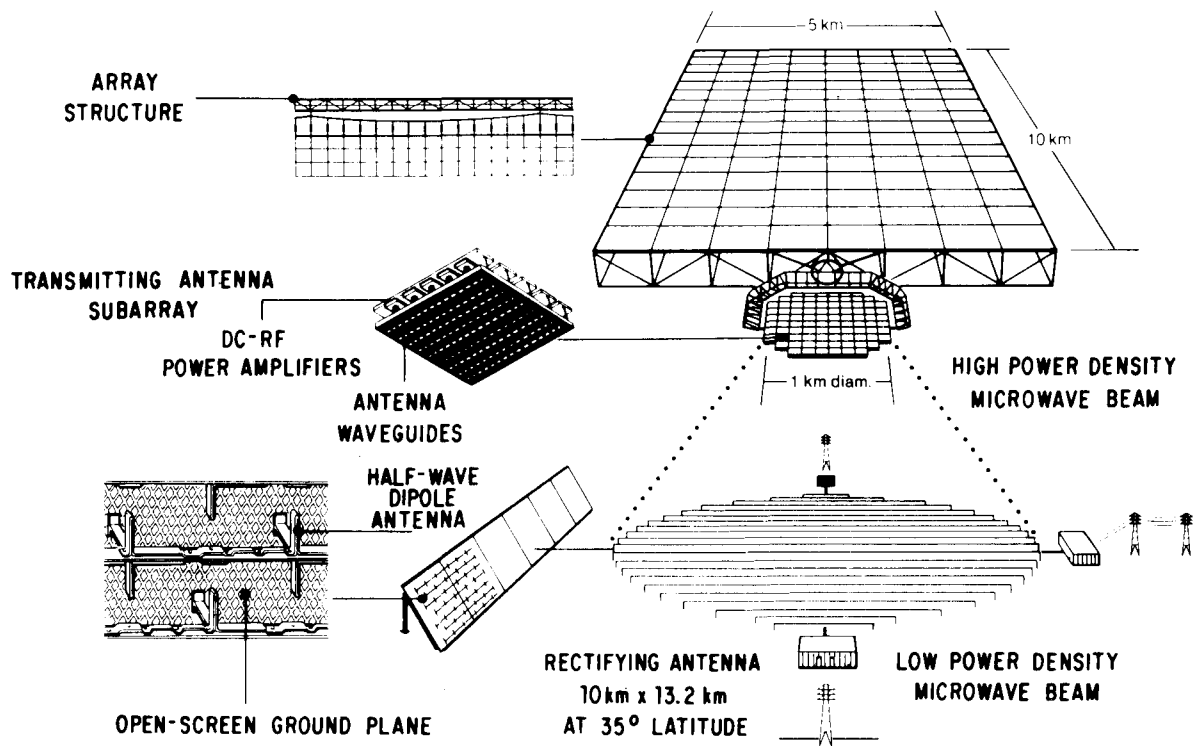 5 km
ARRAY
STRUCTURE
10 km
TRANSMITTING ANTENNA
SUBARRAY
DC-RF
POWER AMPLIFIERS
ANTENNA
WAVEGUIDES
1 km diam.
HIGH POWER DENSITY
MICROWAVE BEAM
HALF-WAVE
DIPOLE
ANTENNA
RECTIFYING ANTENNA
10km x 13.2 km
AT 35° LATITUDE
LOW POWER DENSITY
MICROWAVE BEAM
OPEN-SCREEN GROUND PLANE